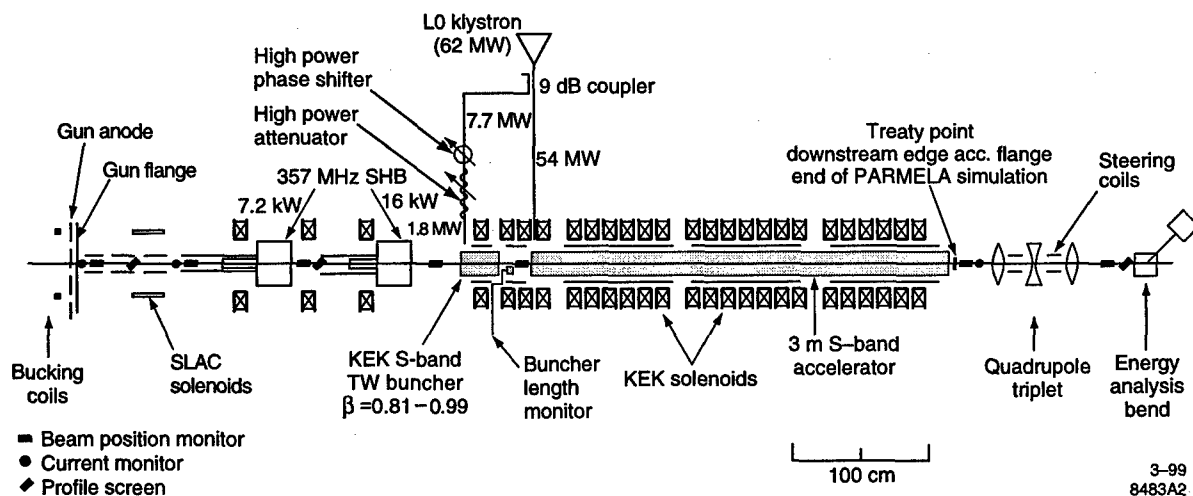 L0 klystron
(62 MW)
High power
phase shifter
9 dB coupler
High power
attenuator
7.7 MW
Gun anode
Treaty point
downstream edge acc. flange
end of PARMELA simulation
Steering
coils
Gun flange
54 MW
357 MHz SHB
7.2 kW
16 kW
1.8 MW
Bucking
coils
SLAC
solenoids
KEK S-band
TW buncher
β =0.81–0.99
Buncher
length
monitor
KEK solenoids
3 m S–band
accelerator
Quadrupole
triplet
Energy
analysis
bend
Beam position monitor
Current monitor
Profile screen
100 cm
3–99
8483A2